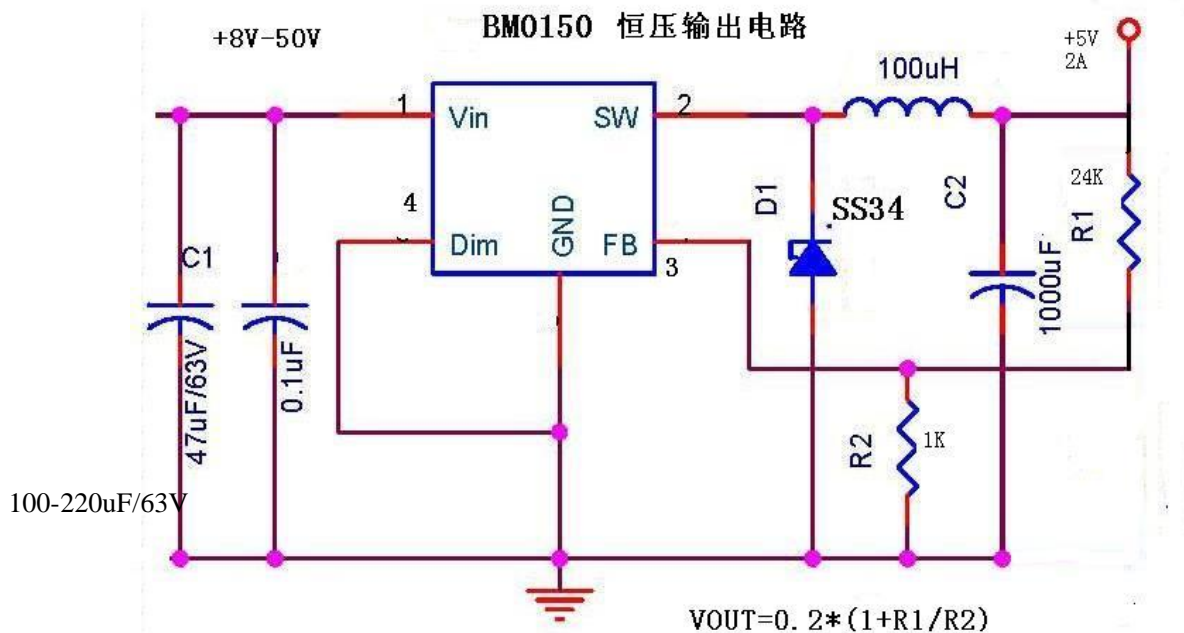 BM0150 恒压输出电路
+8V-50V
+5V
2A
100uH
1
Vin
SW
2
4
Dim
GND
FB
3
D1
SS34
C2
1000uF
24K
R1
C1
47uF/63V
0.1uF
R2
1K
100-220uF/63V
VOUT=0.2*(1+R1/R2)